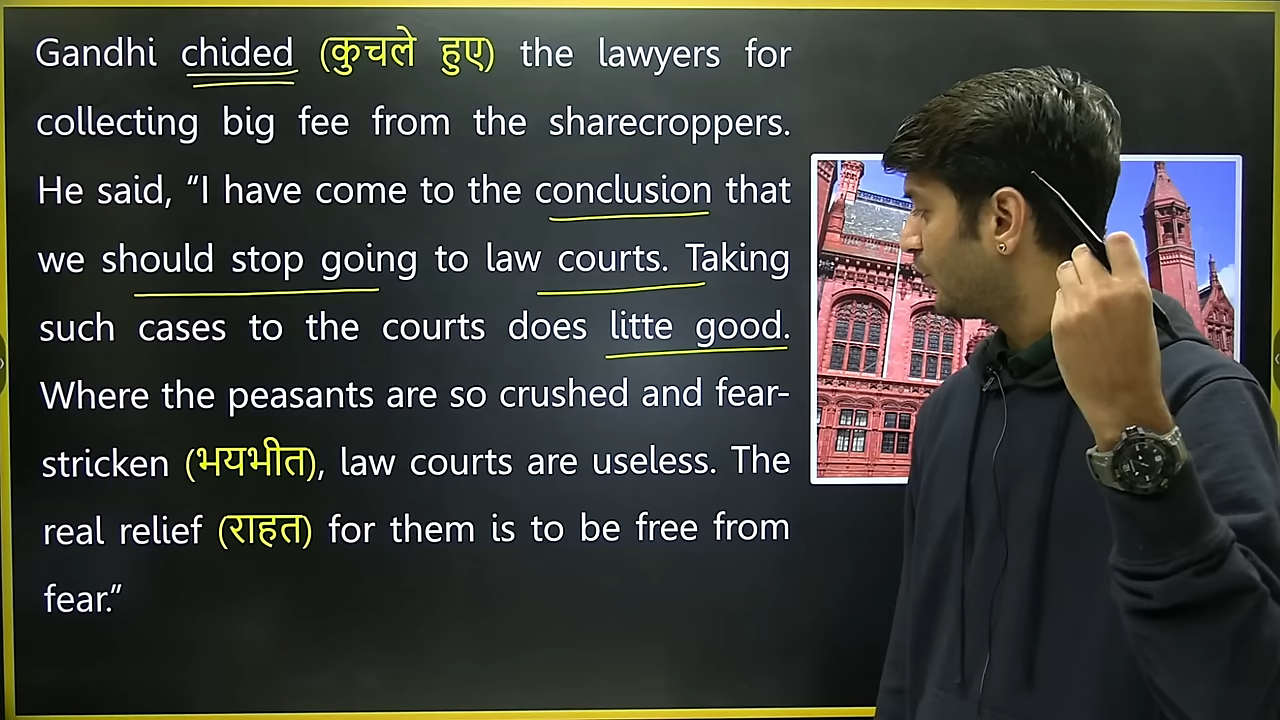 Gandhi chided (कुचले हुए) the lawyers for
collecting big fee from the sharecroppers.
He said, “I have come to the conclusion that
we should stop going to law courts. Taking
such cases to the courts does litte good.
Where the peasants are so crushed and fear-
stricken (भयभीत), law courts are useless. The
real relief (राहत) for them is to be free from
fear.”